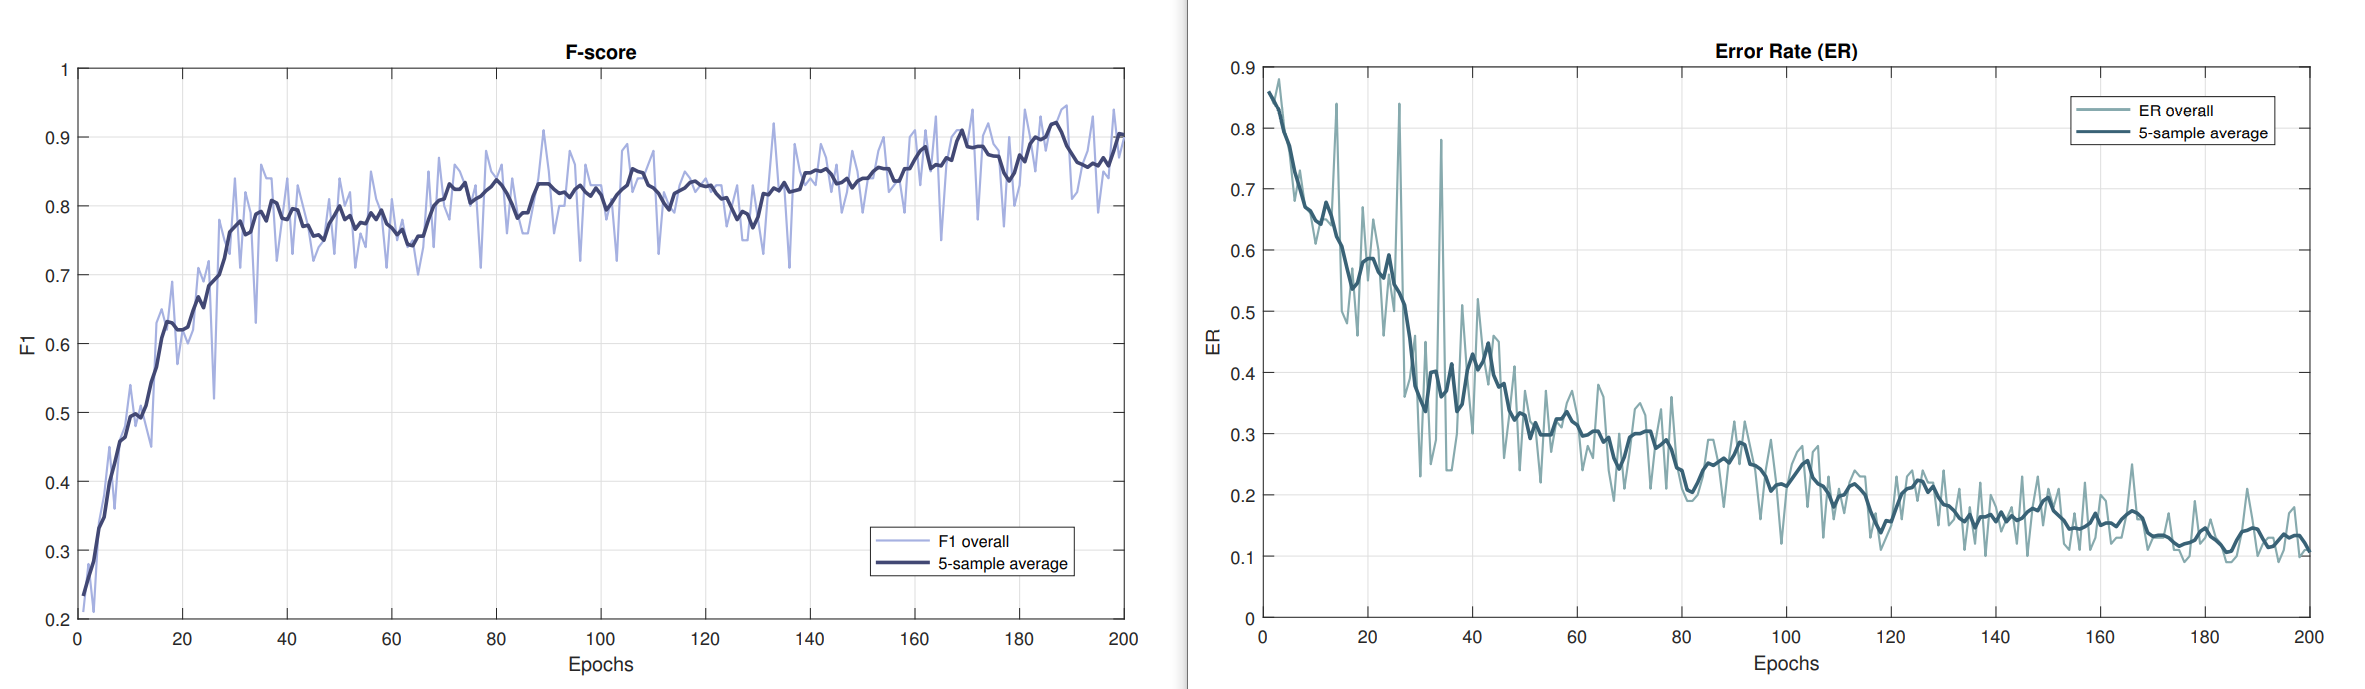 F-score
1
0.9
0.8
0.7
0.6
0.5
0.4
0.3
0.2
F1
F1 overall
5-sample average
0 20 40 60 80 100 120 140 160 180 200
Epochs
Error Rate (ER)
0.9
0.8
0.7
0.6
0.5
0.4
0.3
0.2
0.1
0
ER
ER overall
5-sample average
0 20 40 60 80 100 120 140 160 180 200
Epochs